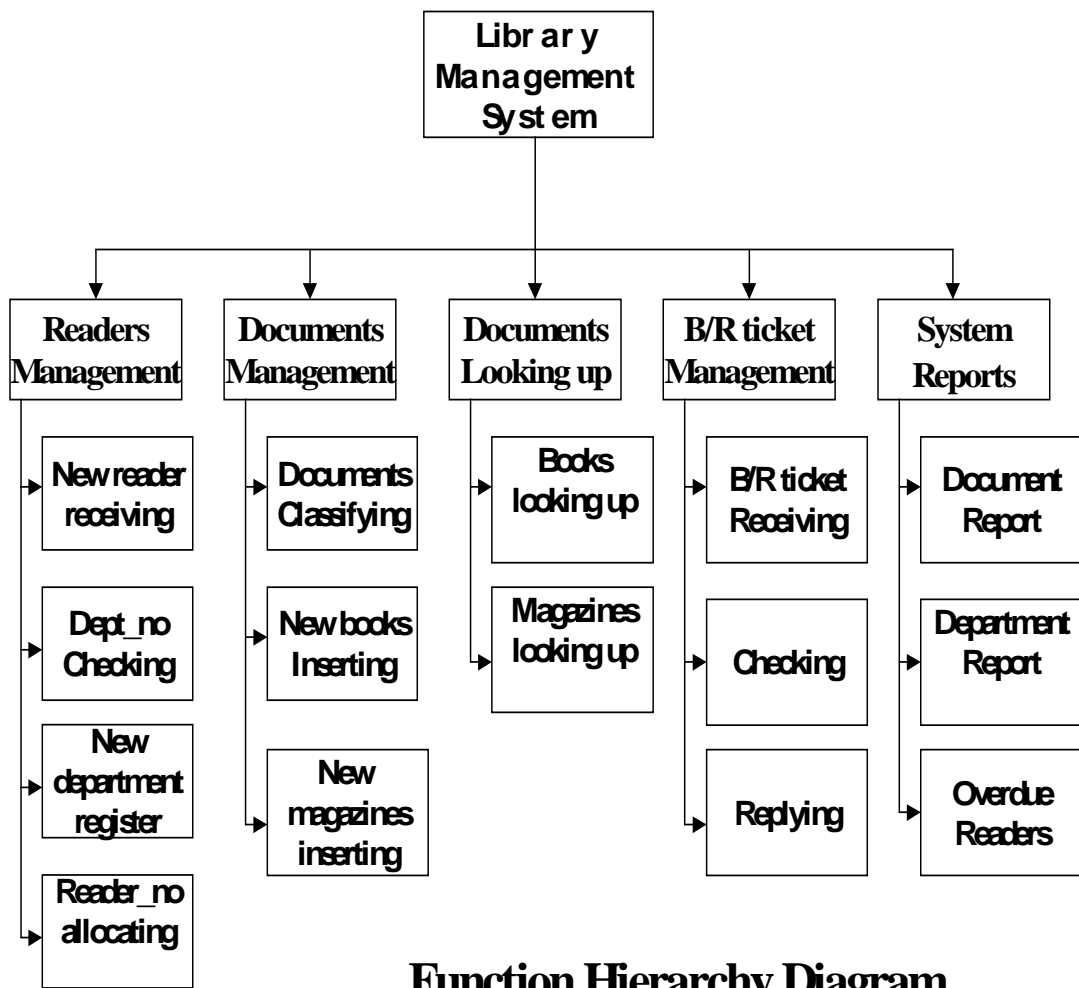 Library
Management
System
Readers
Management
Documents
Management
Documents
Looking up
B/R ticket
Management
System
Reports
New reader
receiving
Documents
Classifying
Books
looking up
B/R ticket
Receiving
Document
Report
Dept_no
Checking
New books
Inserting
Magazines
looking up
Checking
Department
Report
New
department
register
New
magazines
inserting
Replying
Overdue
Readers
Reader_no
allocating
Function Hierarchy Diagram